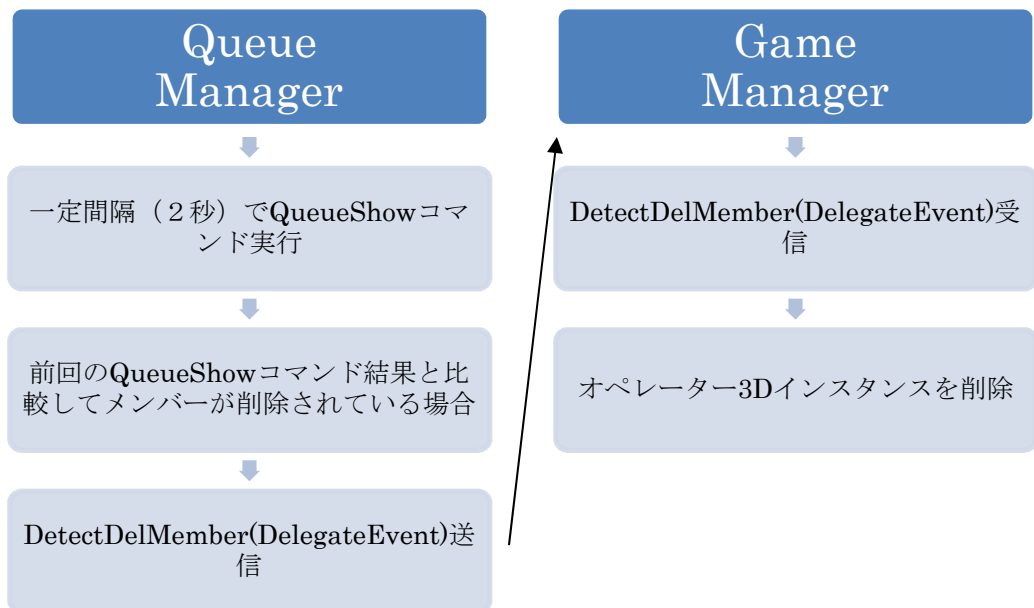 Queue
Manager
一定間隔（２秒）でQueueShowコマ
ンド実行
前回のQueueShowコマンド結果と比
較してメンバーが削除されている場合
DetectDelMember(DelegateEvent)送
信
Game
Manager
DetectDelMember(DelegateEvent)受
信
オペレーター3Dインスタンスを削除